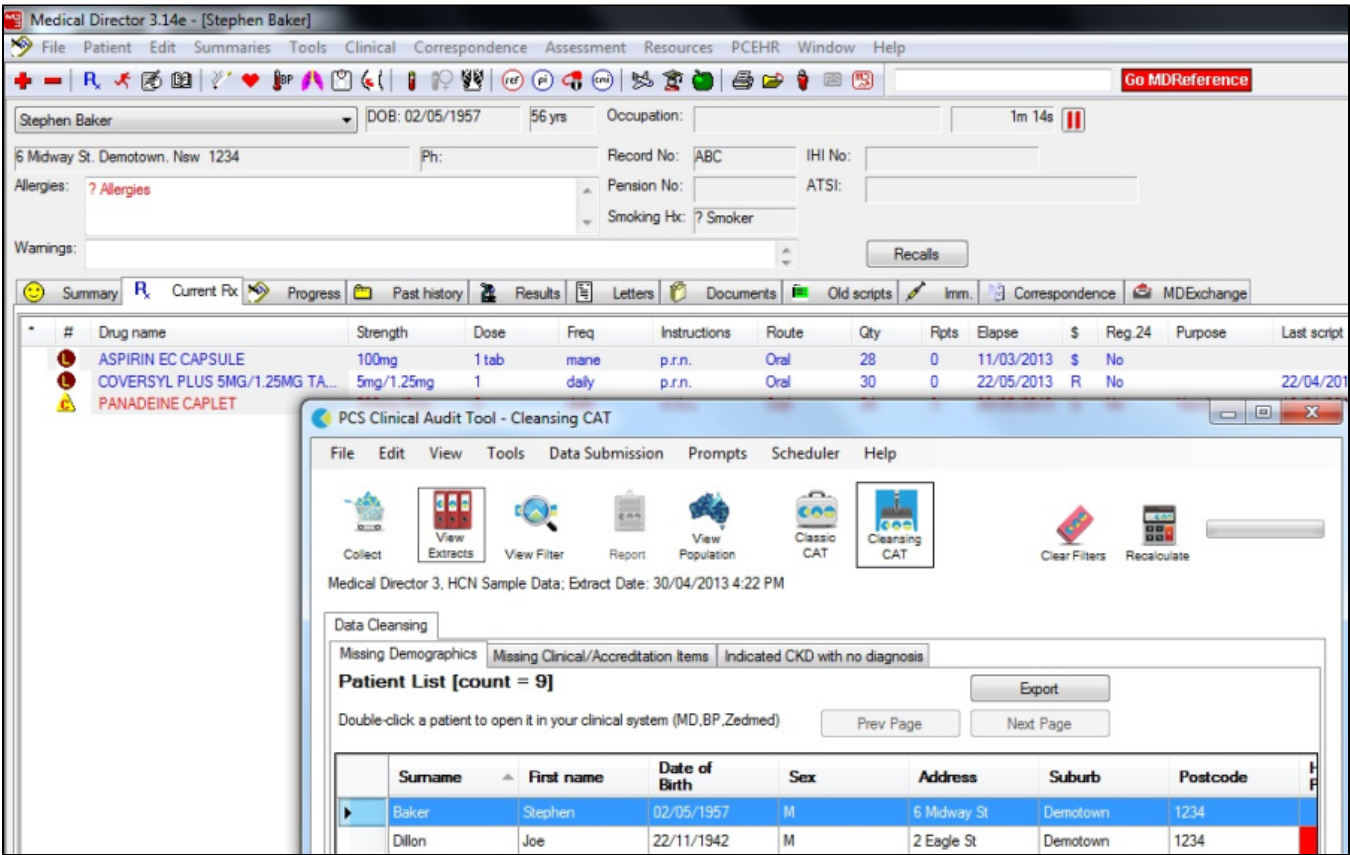 Medical Director 3.14e - [Stephen Baker]
File Patient Edit Summaries Tools Clinical Correspondence Assessment Resources PCEHR Window Help
Rx BP ref pi cmi Go MDReference
Stephen Baker DOB: 02/05/1957 56 yrs Occupation: 1m 14s
6 Midway St. Demotown. Nsw 1234 Ph: Record No: ABC IHI No:
Allergies: ? Allergies Pension No: ATSI:
Smoking Hx: ? Smoker
Warnings: Recalls
Summary Rx Current Rx Progress Past history Results Letters Documents Old scripts Imm. Correspondence MDExchange
* # Drug name Strength Dose Freq Instructions Route Qty Rpts Elapse $ Reg.24 Purpose Last script
L ASPIRIN EC CAPSULE 100mg 1 tab mane p.r.n. Oral 28 0 11/03/2013 $ No
L COVERSYL PLUS 5MG/1.25MG TA... 5mg/1.25mg 1 daily p.r.n. Oral 30 0 22/05/2013 R No 22/04/201
C PANADEINE CAPLET
PCS Clinical Audit Tool - Cleansing CAT
File Edit View Tools Data Submission Prompts Scheduler Help
Collect View Extracts View Filter Report View Population Classic CAT Cleansing CAT Clear Filters Recalculate
Medical Director 3, HCN Sample Data; Extract Date: 30/04/2013 4:22 PM
Data Cleansing
Missing Demographics Missing Clinical/Accreditation Items Indicated CKD with no diagnosis
Patient List [count = 9] Export
Double-click a patient to open it in your clinical system (MD,BP,Zedmed) Prev Page Next Page
Surname First name Date of Birth Sex Address Suburb Postcode
Baker Stephen 02/05/1957 M 6 Midway St Demotown 1234
Dillon Joe 22/11/1942 M 2 Eagle St Demotown 1234